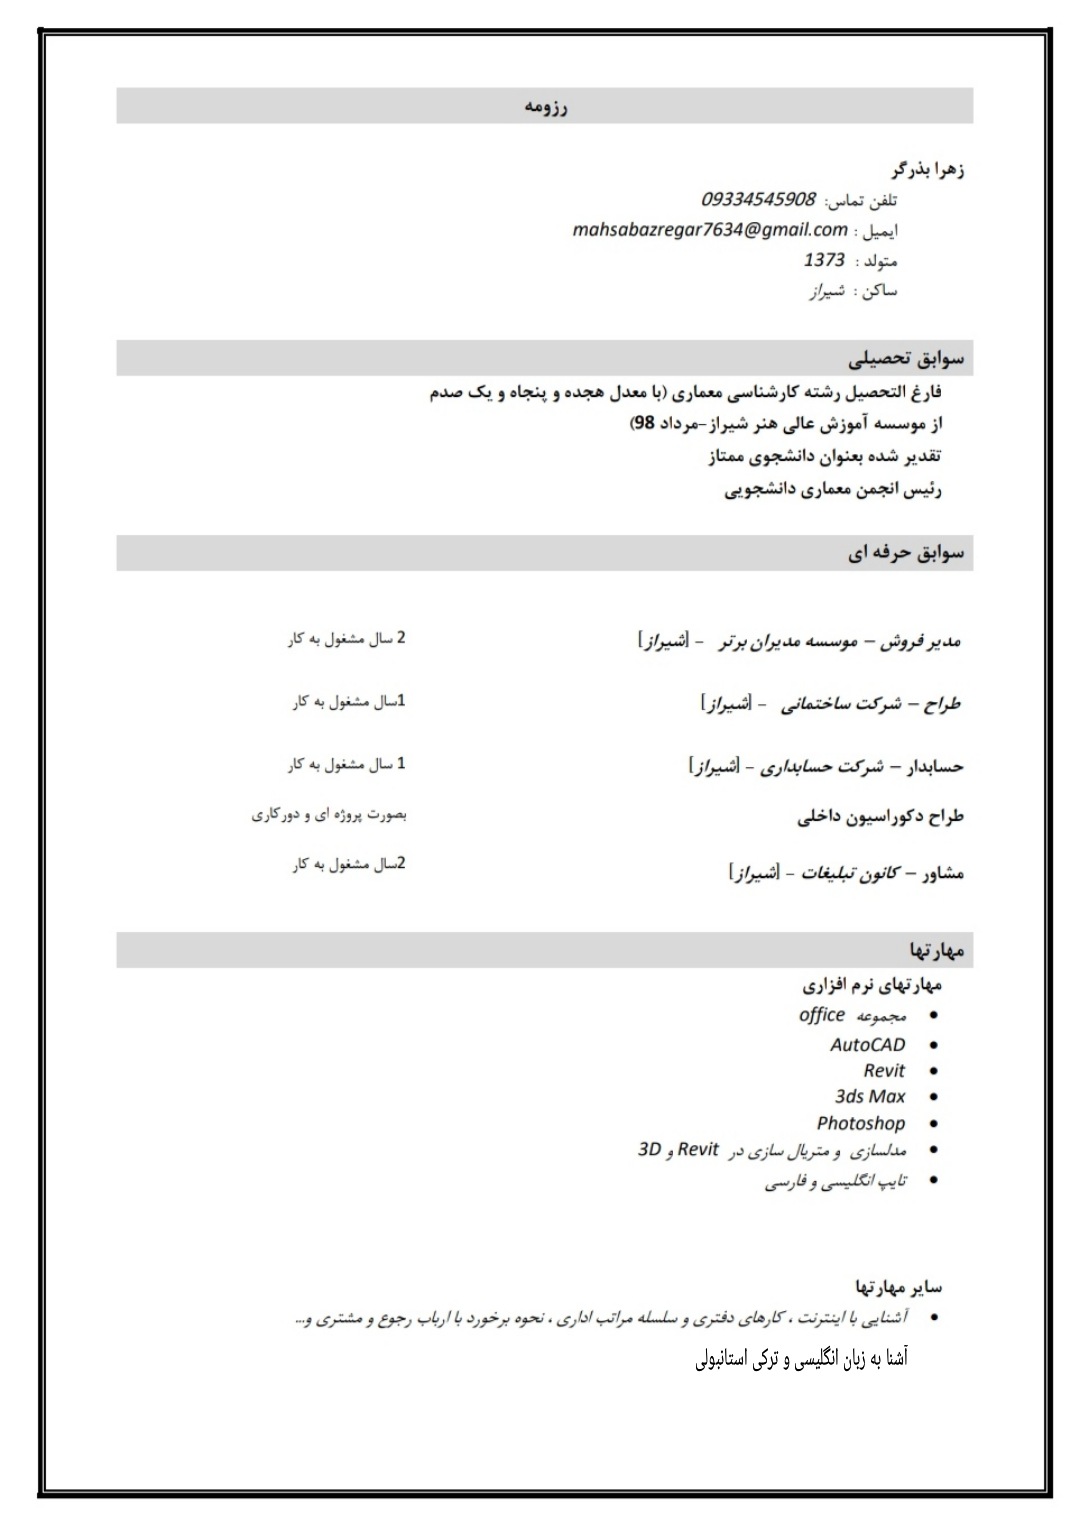 رزومه
زهرا بذرگر
تلفن تماس: 09334545908
ایمیل : mahsabazregar7634@gmail.com
متولد : 1373
ساکن : شیراز
سوابق تحصیلی
فارغ التحصیل رشته کارشناسی معماری (با معدل هجده و پنجاه و یک صدم
از موسسه آموزش عالی هنر شیراز-مرداد 98)
تقدیر شده بعنوان دانشجوی ممتاز
رئیس انجمن معماری دانشجویی
سوابق حرفه ای
مدیر فروش – موسسه مدیران برتر - [شیراز] 2 سال مشغول به کار
طراح – شرکت ساختمانی - [شیراز] 1سال مشغول به کار
حسابدار – شرکت حسابداری - [شیراز] 1 سال مشغول به کار
طراح دکوراسیون داخلی بصورت پروژه ای و دورکاری
مشاور – کانون تبلیغات - [شیراز] 2سال مشغول به کار
مهارتها
مهارتهای نرم افزاری
• مجموعه office
• AutoCAD
• Revit
• 3ds Max
• Photoshop
• مدلسازی و متریال سازی در Revit و 3D
• تایپ انگلیسی و فارسی
سایر مهارتها
• آشنایی با اینترنت ، کارهای دفتری و سلسله مراتب اداری ، نحوه برخورد با ارباب رجوع و مشتری و...
آشنا به زبان انگلیسی و ترکی استانبولی